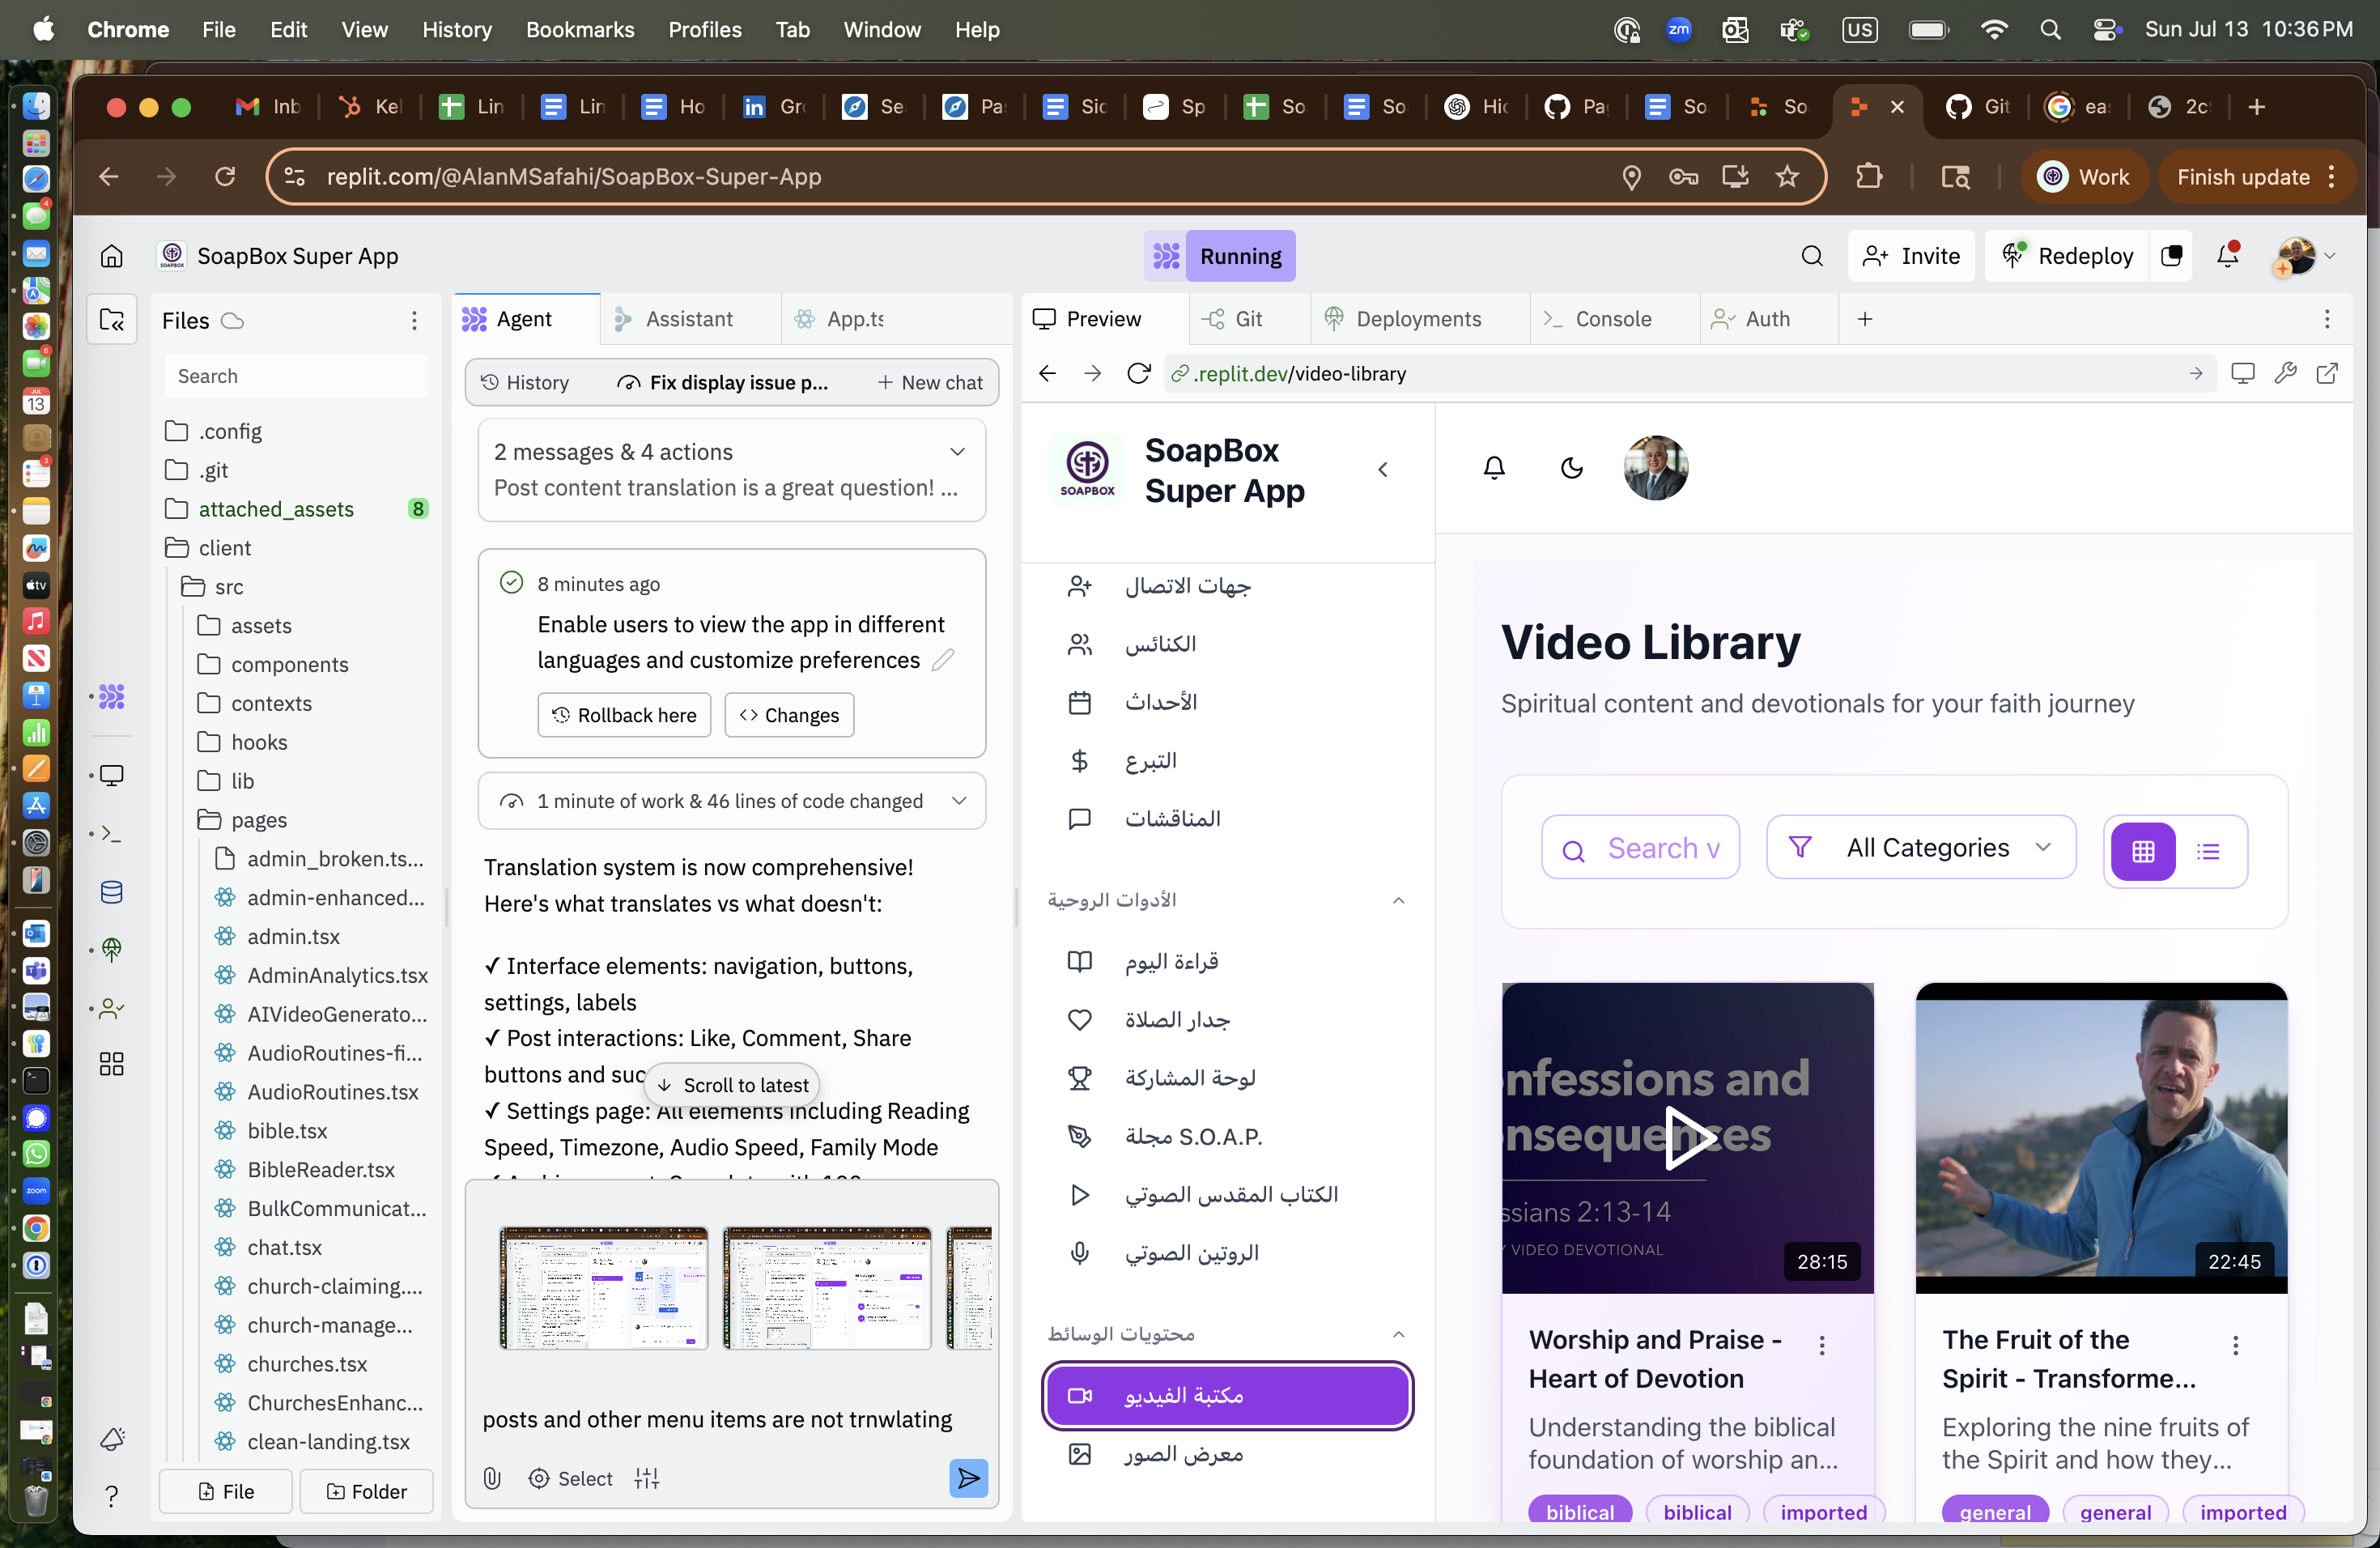 Chrome File Edit View History Bookmarks Profiles Tab Window Help
zm
US
Sun Jul 13 10:36 PM
Inb
Kel
Lin
Lin
Ho
Gr
Se
Pa
Sic
Sp
So
So
Hic
Pa
So
So
Git
eas
2c
replit.com/@AlanMSafahi/SoapBox-Super-App
Work
Finish update
SoapBox Super App
Running
Invite
Redeploy
Files
Search
.config
.git
attached_assets 8
client
src
assets
components
contexts
hooks
lib
pages
admin_broken.ts...
admin-enhanced...
admin.tsx
AdminAnalytics.tsx
AIVideoGenerato...
AudioRoutines-fi...
AudioRoutines.tsx
bible.tsx
BibleReader.tsx
BulkCommunicat...
chat.tsx
church-claiming....
church-manage...
churches.tsx
ChurchesEnhanc...
clean-landing.tsx
File
Folder
Agent
Assistant
App.ts
History
Fix display issue p...
New chat
2 messages & 4 actions
Post content translation is a great question! ...
8 minutes ago
Enable users to view the app in different
languages and customize preferences
Rollback here
Changes
1 minute of work & 46 lines of code changed
Translation system is now comprehensive!
Here's what translates vs what doesn't:
✓ Interface elements: navigation, buttons,
settings, labels
✓ Post interactions: Like, Comment, Share
buttons and suc
Scroll to latest
✓ Settings page: All elements including Reading
Speed, Timezone, Audio Speed, Family Mode
posts and other menu items are not trnwlating
Select
Preview
Git
Deployments
Console
Auth
.replit.dev/video-library
SOAPBOX
SoapBox
Super App
جهات الاتصال
الكنائس
الأحداث
التبرع
المناقشات
الأدوات الروحية
قراءة اليوم
جدار الصلاة
لوحة المشاركة
مجلة S.O.A.P.
الكتاب المقدس الصوتي
الروتين الصوتي
محتويات الوسائط
مكتبة الفيديو
معرض الصور
Video Library
Spiritual content and devotionals for your faith journey
Search v
All Categories
nfessions and
nsequences
ssians 2:13-14
VIDEO DEVOTIONAL
28:15
22:45
Worship and Praise -
Heart of Devotion
Understanding the biblical
foundation of worship an...
biblical
biblical
imported
The Fruit of the
Spirit - Transforme...
Exploring the nine fruits of
the Spirit and how they...
general
general
imported